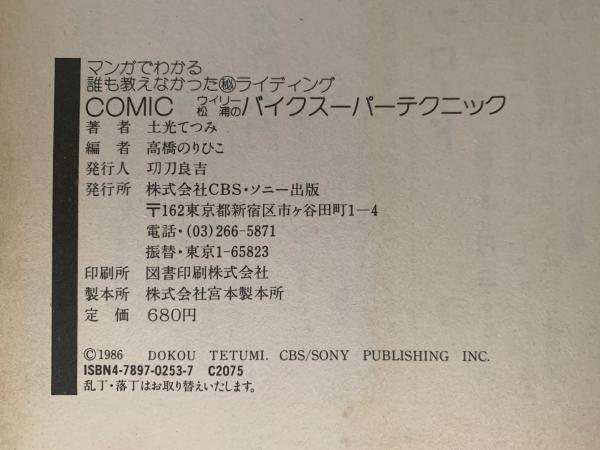 マンガでわかる
誰も教えなかった㊙ライディング
COMIC ウイリー松浦のバイクスーパーテクニック
著者 土光てつみ
編者 高橋のりひこ
発行人 功刀良吉
発行所 株式会社CBS・ソニー出版
〒162東京都新宿区市ヶ谷田町1—4
電話・(03)266-5871
振替・東京1-65823
印刷所 図書印刷株式会社
製本所 株式会社宮本製本所
定価 680円
©1986 DOKOU TETUMI. CBS/SONY PUBLISHING INC.
ISBN4-7897-0253-7 C2075
乱丁・落丁はお取り替えいたします。